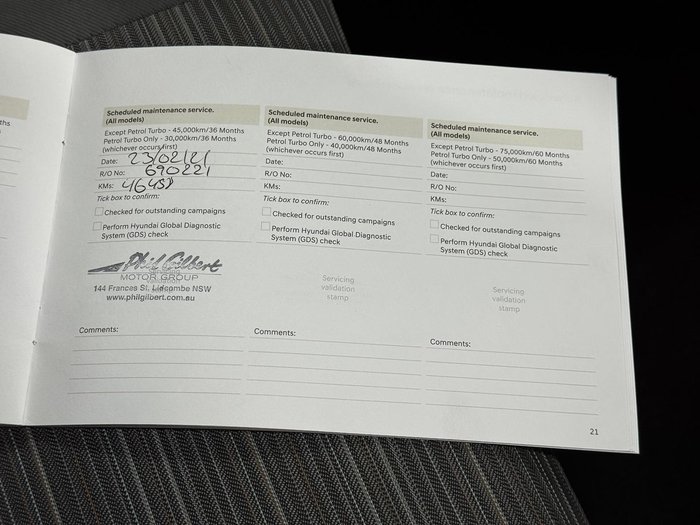 ths
Scheduled maintenance service.
(All models)
Except Petrol Turbo - 45,000km/36 Months
Petrol Turbo Only - 30,000km/36 Months
(whichever occurs first)
Date: 23/02/21
R/O No: 690221
KMs:
Tick box to confirm:
Checked for outstanding campaigns
Perform Hyundai Global Diagnostic
System (GDS) check
Phil Gilbert
MOTOR GROUP
validation
144 Frances St. Lidcombe NSW
www.philgilbert.com.au
Comments:
Scheduled maintenance service.
(All models)
Except Petrol Turbo - 60,000km/48 Months
Petrol Turbo Only - 40,000km/48 Months
(whichever occurs first)
Date:
R/O No:
KMs:
Tick box to confirm:
Checked for outstanding campaigns
Perform Hyundai Global Diagnostic
System (GDS) check
Servicing
validation
stamp
Comments:
Scheduled maintenance service.
(All models)
Except Petrol Turbo - 75,000km/60 Months
Petrol Turbo Only - 50,000km/60 Months
(whichever occurs first)
Date:
R/O No:
KMs:
Tick box to confirm:
Checked for outstanding campaigns
Perform Hyundai Global Diagnostic
System (GDS) check
Servicing
validation
stamp
Comments:
21